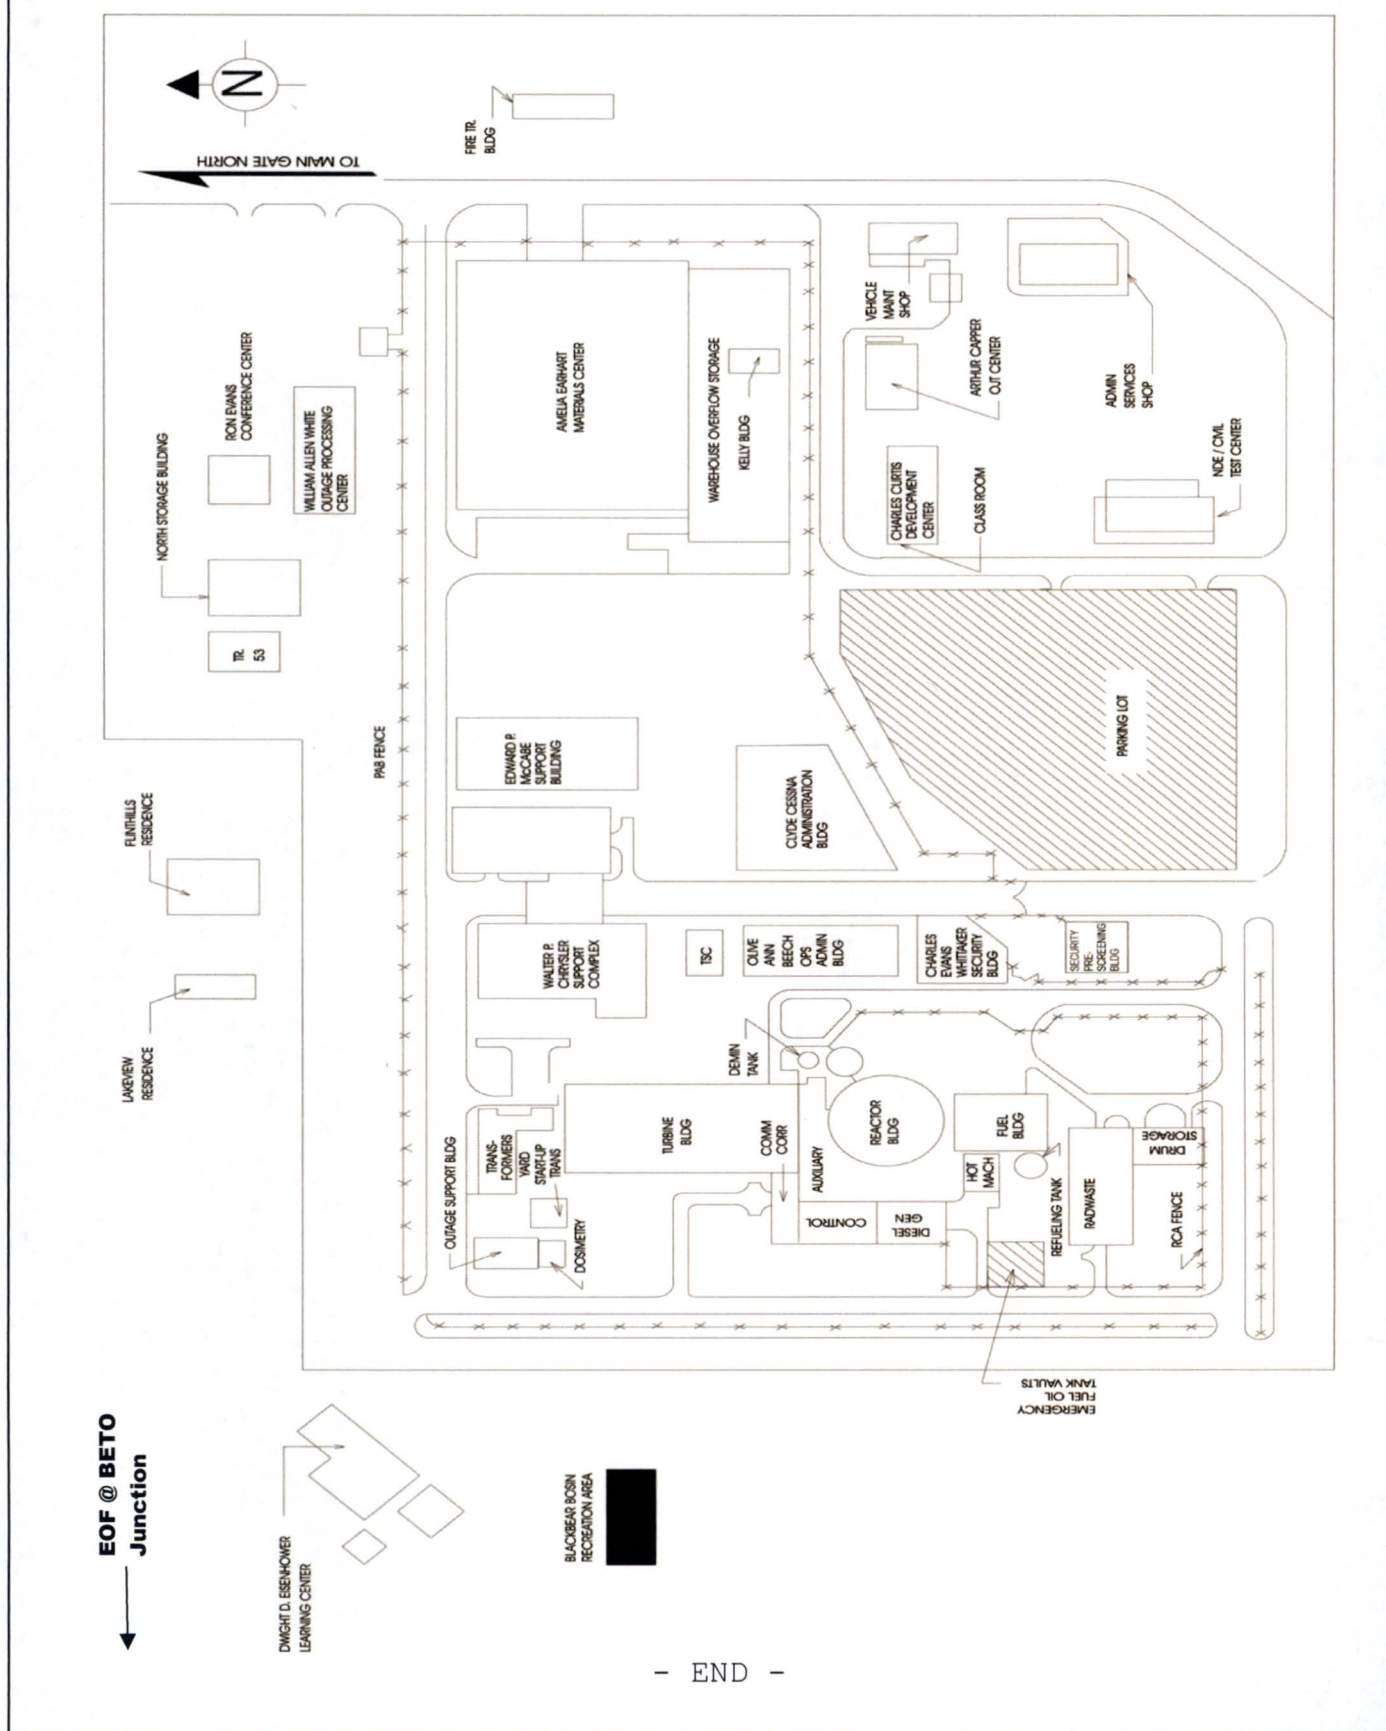 N
TO MAIN GATE NORTH
FIRE TR.
BLDG
RON EVANS
CONFERENCE CENTER
NORTH STORAGE BUILDING
WILLIAM ALLEN WHITE
OUTAGE PROCESSING
CENTER
TR.
53
PAB FENCE
FLINTHILLS
RESIDENCE
LAKEVIEW
RESIDENCE
AMELIA EARHART
MATERIALS CENTER
WAREHOUSE OVERFLOW STORAGE
KELLY BLDG
VEHICLE
MAINT
SHOP
ARTHUR CAPPER
OJT CENTER
ADMIN
SERVICES
SHOP
CHARLES CURTIS
DEVELOPMENT
CENTER
CLASS ROOM
NDE / CIVIL
TEST CENTER
PARKING LOT
EDWARD P.
McCABE
SUPPORT
BUILDING
CLYDE CESSNA
ADMINISTRATION
BLDG
WALTER P.
CHRYSLER
SUPPORT
COMPLEX
TSC
OLIVE
ANN
BEECH
OPS
ADMIN
BLDG
CHARLES
EVANS
WHITTAKER
SECURITY
BLDG
SECURITY
PRE-
SCREENING
BLDG
DEMIN
TANK
OUTAGE SUPPORT BLDG
TRANS-
FORMERS
YARD
START-UP
TRANS
DOSIMETRY
TURBINE
BLDG
COMM
CORR
AUXILIARY
REACTOR
BLDG
CONTROL
DIESEL
GEN
FUEL
BLDG
HOT
MACH
REFUELING TANK
RADWASTE
DRUM
STORAGE
RCA FENCE
EMERGENCY
FUEL OIL
TANK VAULTS
EOF @ BETO
Junction
DWIGHT D. EISENHOWER
LEARNING CENTER
BLACKBEAR BOSIN
RECREATION AREA
- END -